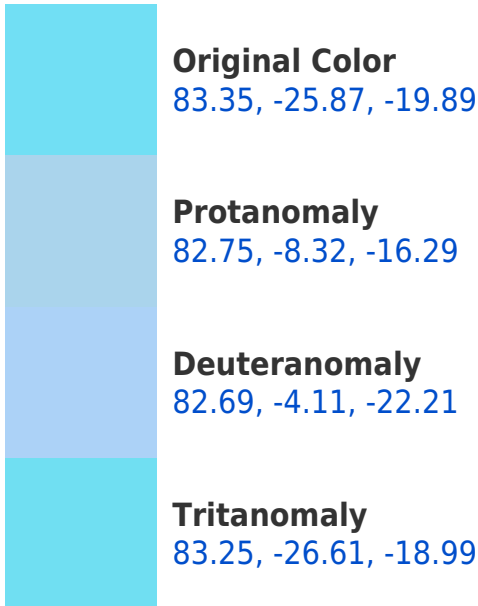 Original Color
83.35, -25.87, -19.89
Protanomaly
82.75, -8.32, -16.29
Deuteranomaly
82.69, -4.11, -22.21
Tritanomaly
83.25, -26.61, -18.99